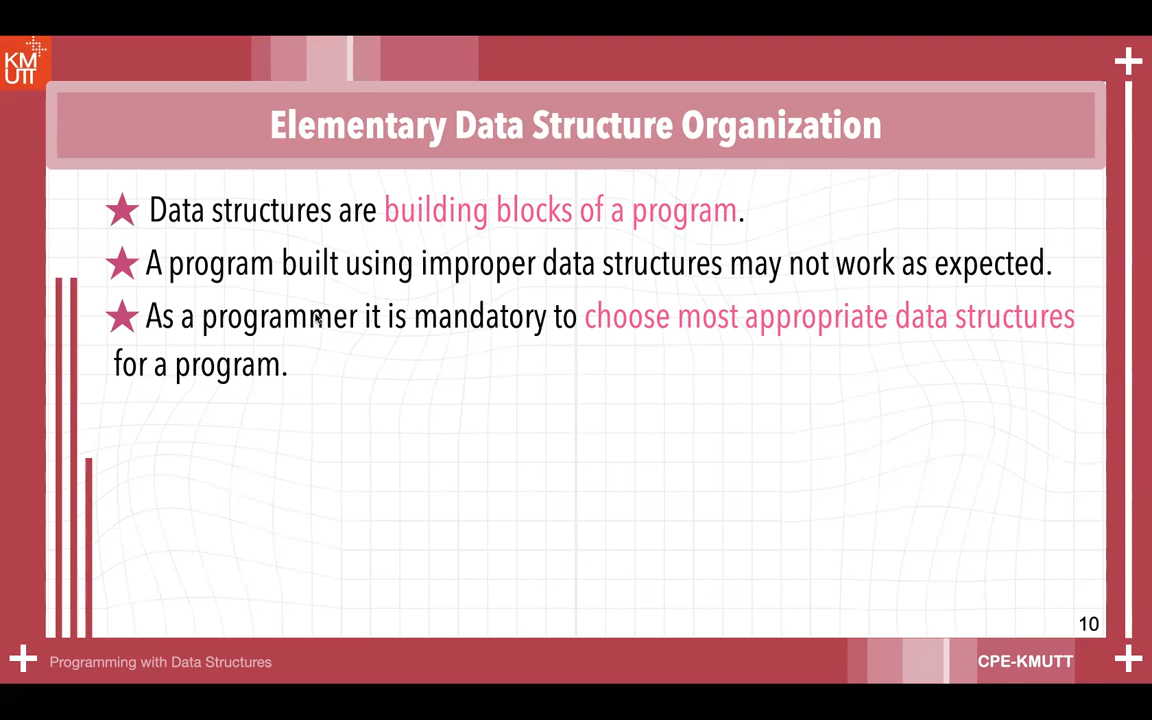 KM
UTT
Elementary Data Structure Organization
Data structures are building blocks of a program.
A program built using improper data structures may not work as expected.
As a programmer it is mandatory to choose most appropriate data structures
for a program.
10
Programming with Data Structures
CPE-KMUTT